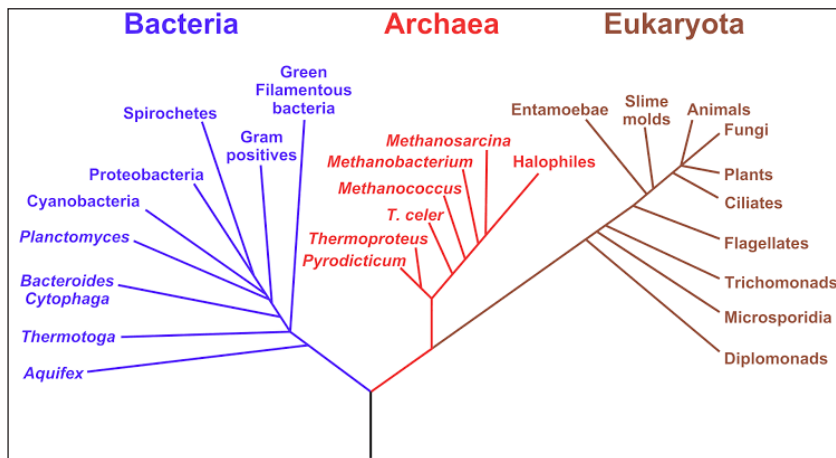 Bacteria
Archaea
Eukaryota
Green
Filamentous
bacteria
Spirochetes
Gram
positives
Proteobacteria
Cyanobacteria
Planctomyces
Bacteroides
Cytophaga
Thermotoga
Aquifex
Methanosarcina
Methanobacterium
Halophiles
Methanococcus
T. celer
Thermoproteus
Pyrodicticum
Entamoebae
Slime
molds
Animals
Fungi
Plants
Ciliates
Flagellates
Trichomonads
Microsporidia
Diplomonads